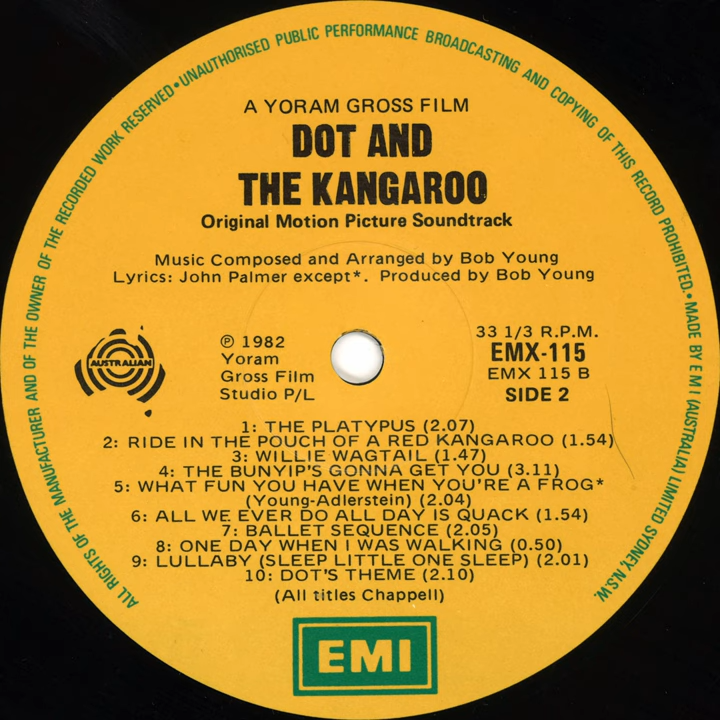 ALL RIGHTS OF THE MANUFACTURER AND OF THE OWNER OF THE RECORDED WORK RESERVED•UNAUTHORISED PUBLIC PERFORMANCE BROADCASTING AND COPYING OF THIS RECORD PROHIBITED.•MADE BY E M I (AUSTRALIA) LIMITED SYDNEY, N.S.W.
A YORAM GROSS FILM
DOT AND
THE KANGAROO
Original Motion Picture Soundtrack
Music Composed and Arranged by Bob Young
Lyrics: John Palmer except*. Produced by Bob Young
AUSTRALIAN
℗ 1982
Yoram
Gross Film
Studio P/L
33 1/3 R.P.M.
EMX-115
EMX 115 B
SIDE 2
1: THE PLATYPUS (2.07)
2: RIDE IN THE POUCH OF A RED KANGAROO (1.54)
3: WILLIE WAGTAIL (1.47)
4: THE BUNYIP'S GONNA GET YOU (3.11)
5: WHAT FUN YOU HAVE WHEN YOU'RE A FROG*
(Young-Adlerstein) (2.04)
6: ALL WE EVER DO ALL DAY IS QUACK (1.54)
7: BALLET SEQUENCE (2.05)
8: ONE DAY WHEN I WAS WALKING (0.50)
9: LULLABY (SLEEP LITTLE ONE SLEEP) (2.01)
10: DOT'S THEME (2.10)
(All titles Chappell)
EMI